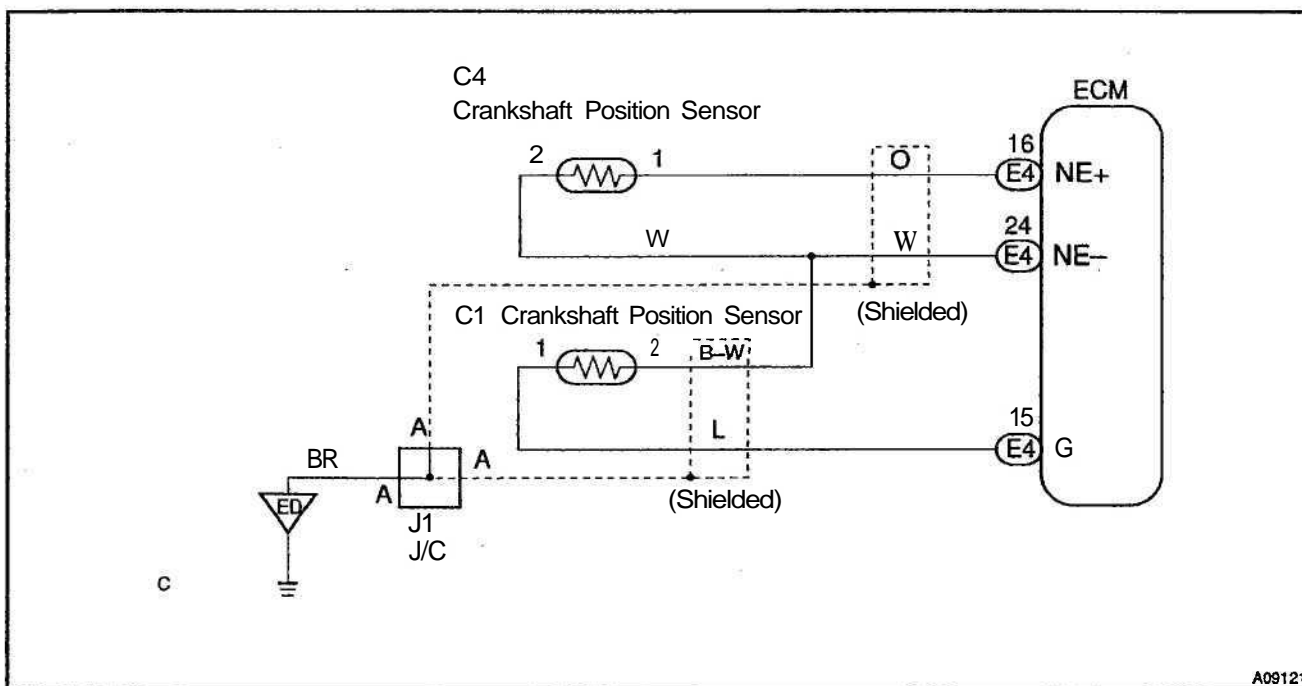 C4
Crankshaft Position Sensor
ECM
2
1
O
16
E4
NE+
W
W
24
E4
NE–
(Shielded)
C1 Crankshaft Position Sensor
1
2
B–W
L
15
E4
G
(Shielded)
A
A
A
BR
ED
J1
J/C
C
A09121